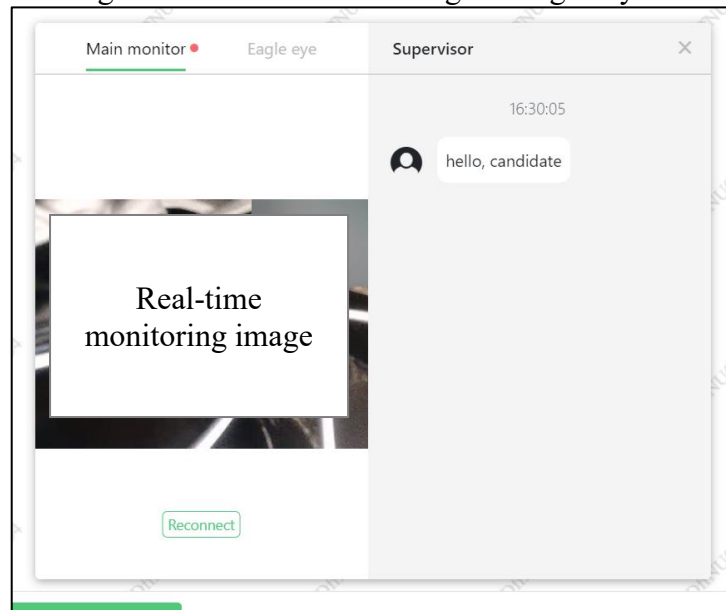 Main monitor
Eagle eye
Supervisor
16:30:05
hello, candidate
Real-time
monitoring image
Reconnect